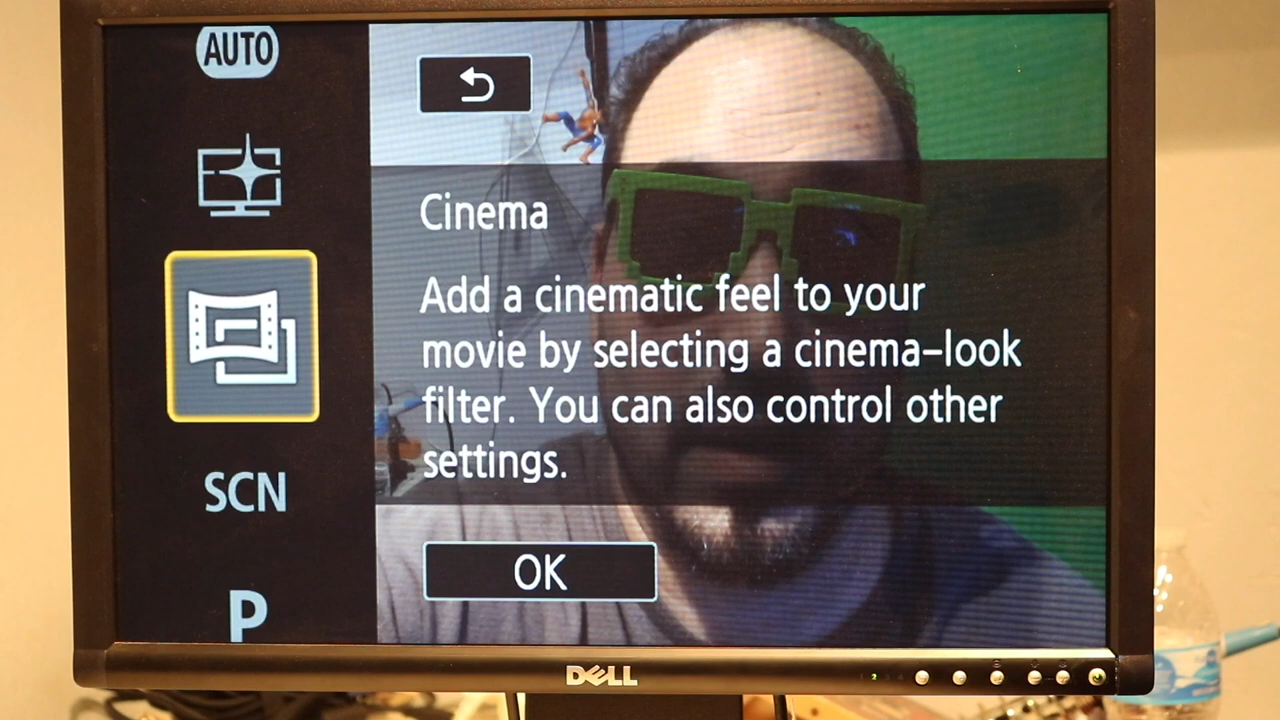 AUTO
Cinema
Add a cinematic feel to your
movie by selecting a cinema-look
filter. You can also control other
settings.
SCN
OK
P
DELL